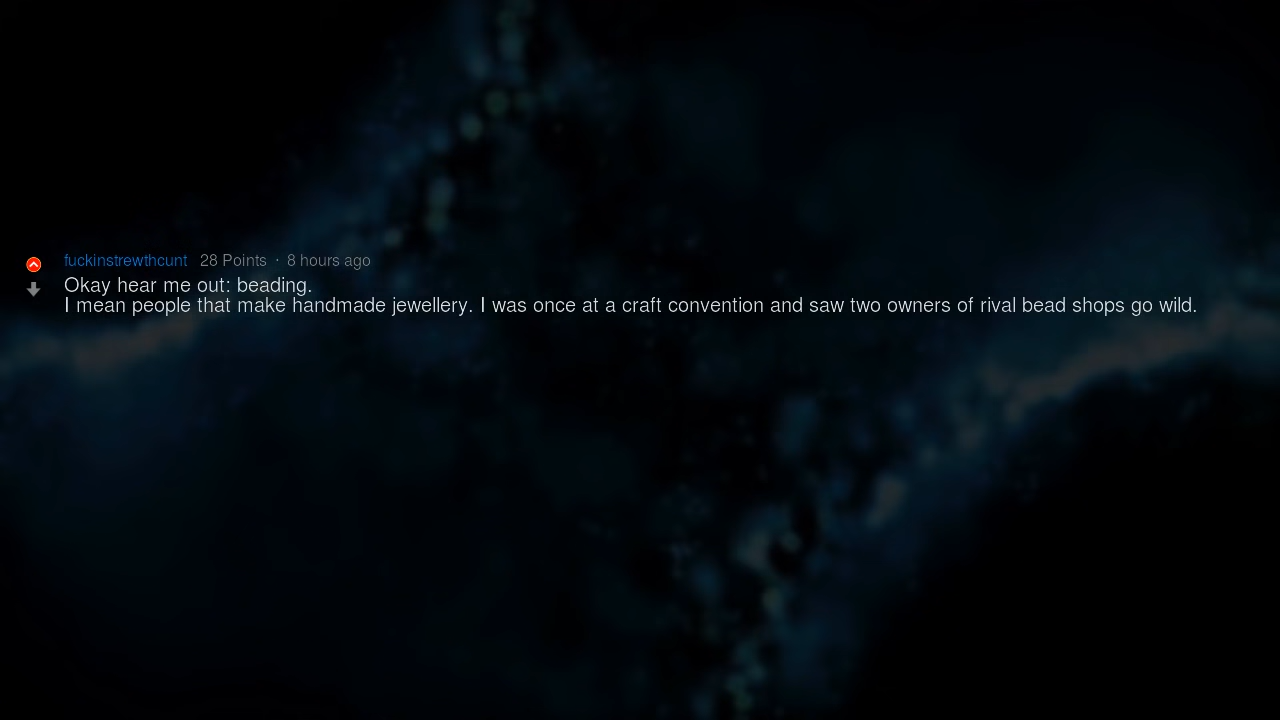 fuckinstrewthcunt 28 Points · 8 hours ago
Okay hear me out: beading.
I mean people that make handmade jewellery. I was once at a craft convention and saw two owners of rival bead shops go wild.